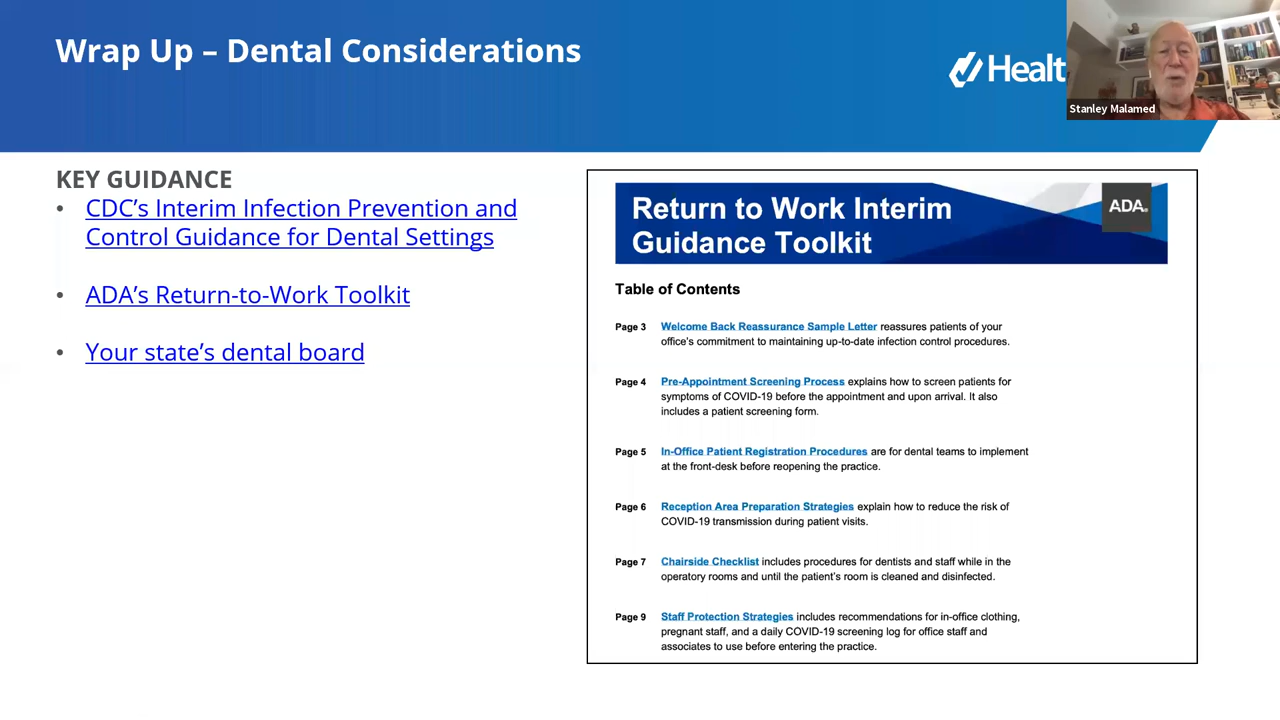 Wrap Up – Dental Considerations
Healt
Stanley Malamed
KEY GUIDANCE
• CDC's Interim Infection Prevention and
Control Guidance for Dental Settings
• ADA's Return-to-Work Toolkit
• Your state's dental board
Return to Work Interim
Guidance Toolkit
ADA.
Table of Contents
Page 3 Welcome Back Reassurance Sample Letter reassures patients of your
office's commitment to maintaining up-to-date infection control procedures.
Page 4 Pre-Appointment Screening Process explains how to screen patients for
symptoms of COVID-19 before the appointment and upon arrival. It also
includes a patient screening form.
Page 5 In-Office Patient Registration Procedures are for dental teams to implement
at the front-desk before reopening the practice.
Page 6 Reception Area Preparation Strategies explain how to reduce the risk of
COVID-19 transmission during patient visits.
Page 7 Chairside Checklist includes procedures for dentists and staff while in the
operatory rooms and until the patient's room is cleaned and disinfected.
Page 9 Staff Protection Strategies includes recommendations for in-office clothing,
pregnant staff, and a daily COVID-19 screening log for office staff and
associates to use before entering the practice.